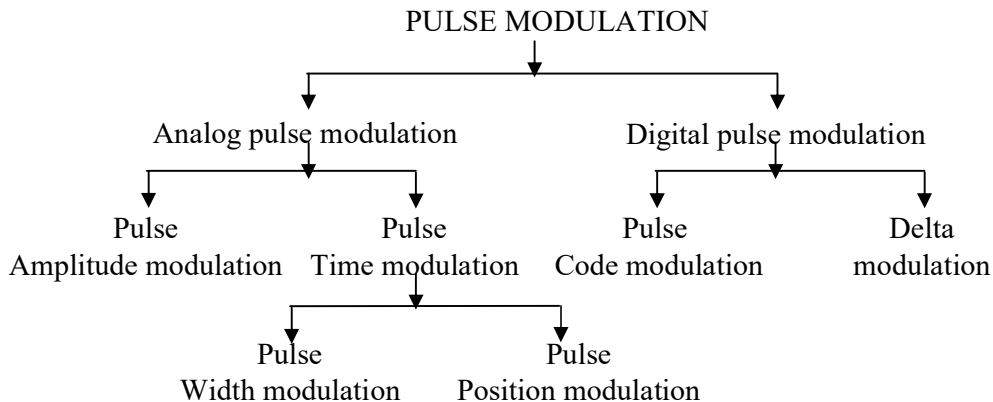 PULSE MODULATION
Analog pulse modulation
Digital pulse modulation
Pulse
Amplitude modulation
Pulse
Time modulation
Pulse
Code modulation
Delta
modulation
Pulse
Width modulation
Pulse
Position modulation